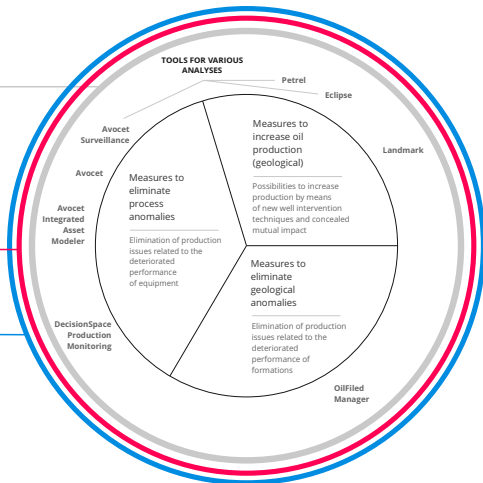 TOOLS FOR VARIOUS
ANALYSES
Petrel
Eclipse
Avocet
Surveillance
Landmark
Avocet
Avocet
Integrated
Asset
Modeler
DecisionSpace
Production
Monitoring
OilFiled
Manager
Measures to
increase oil
production
(geological)
Possibilities to increase
production by means
of new well intervention
techniques and concealed
mutual impact
Measures to
eliminate
process
anomalies
Elimination of production
issues related to the
deteriorated
performance
of equipment
Measures to
eliminate
geological
anomalies
Elimination of production
issues related to the
deteriorated
performance of
formations